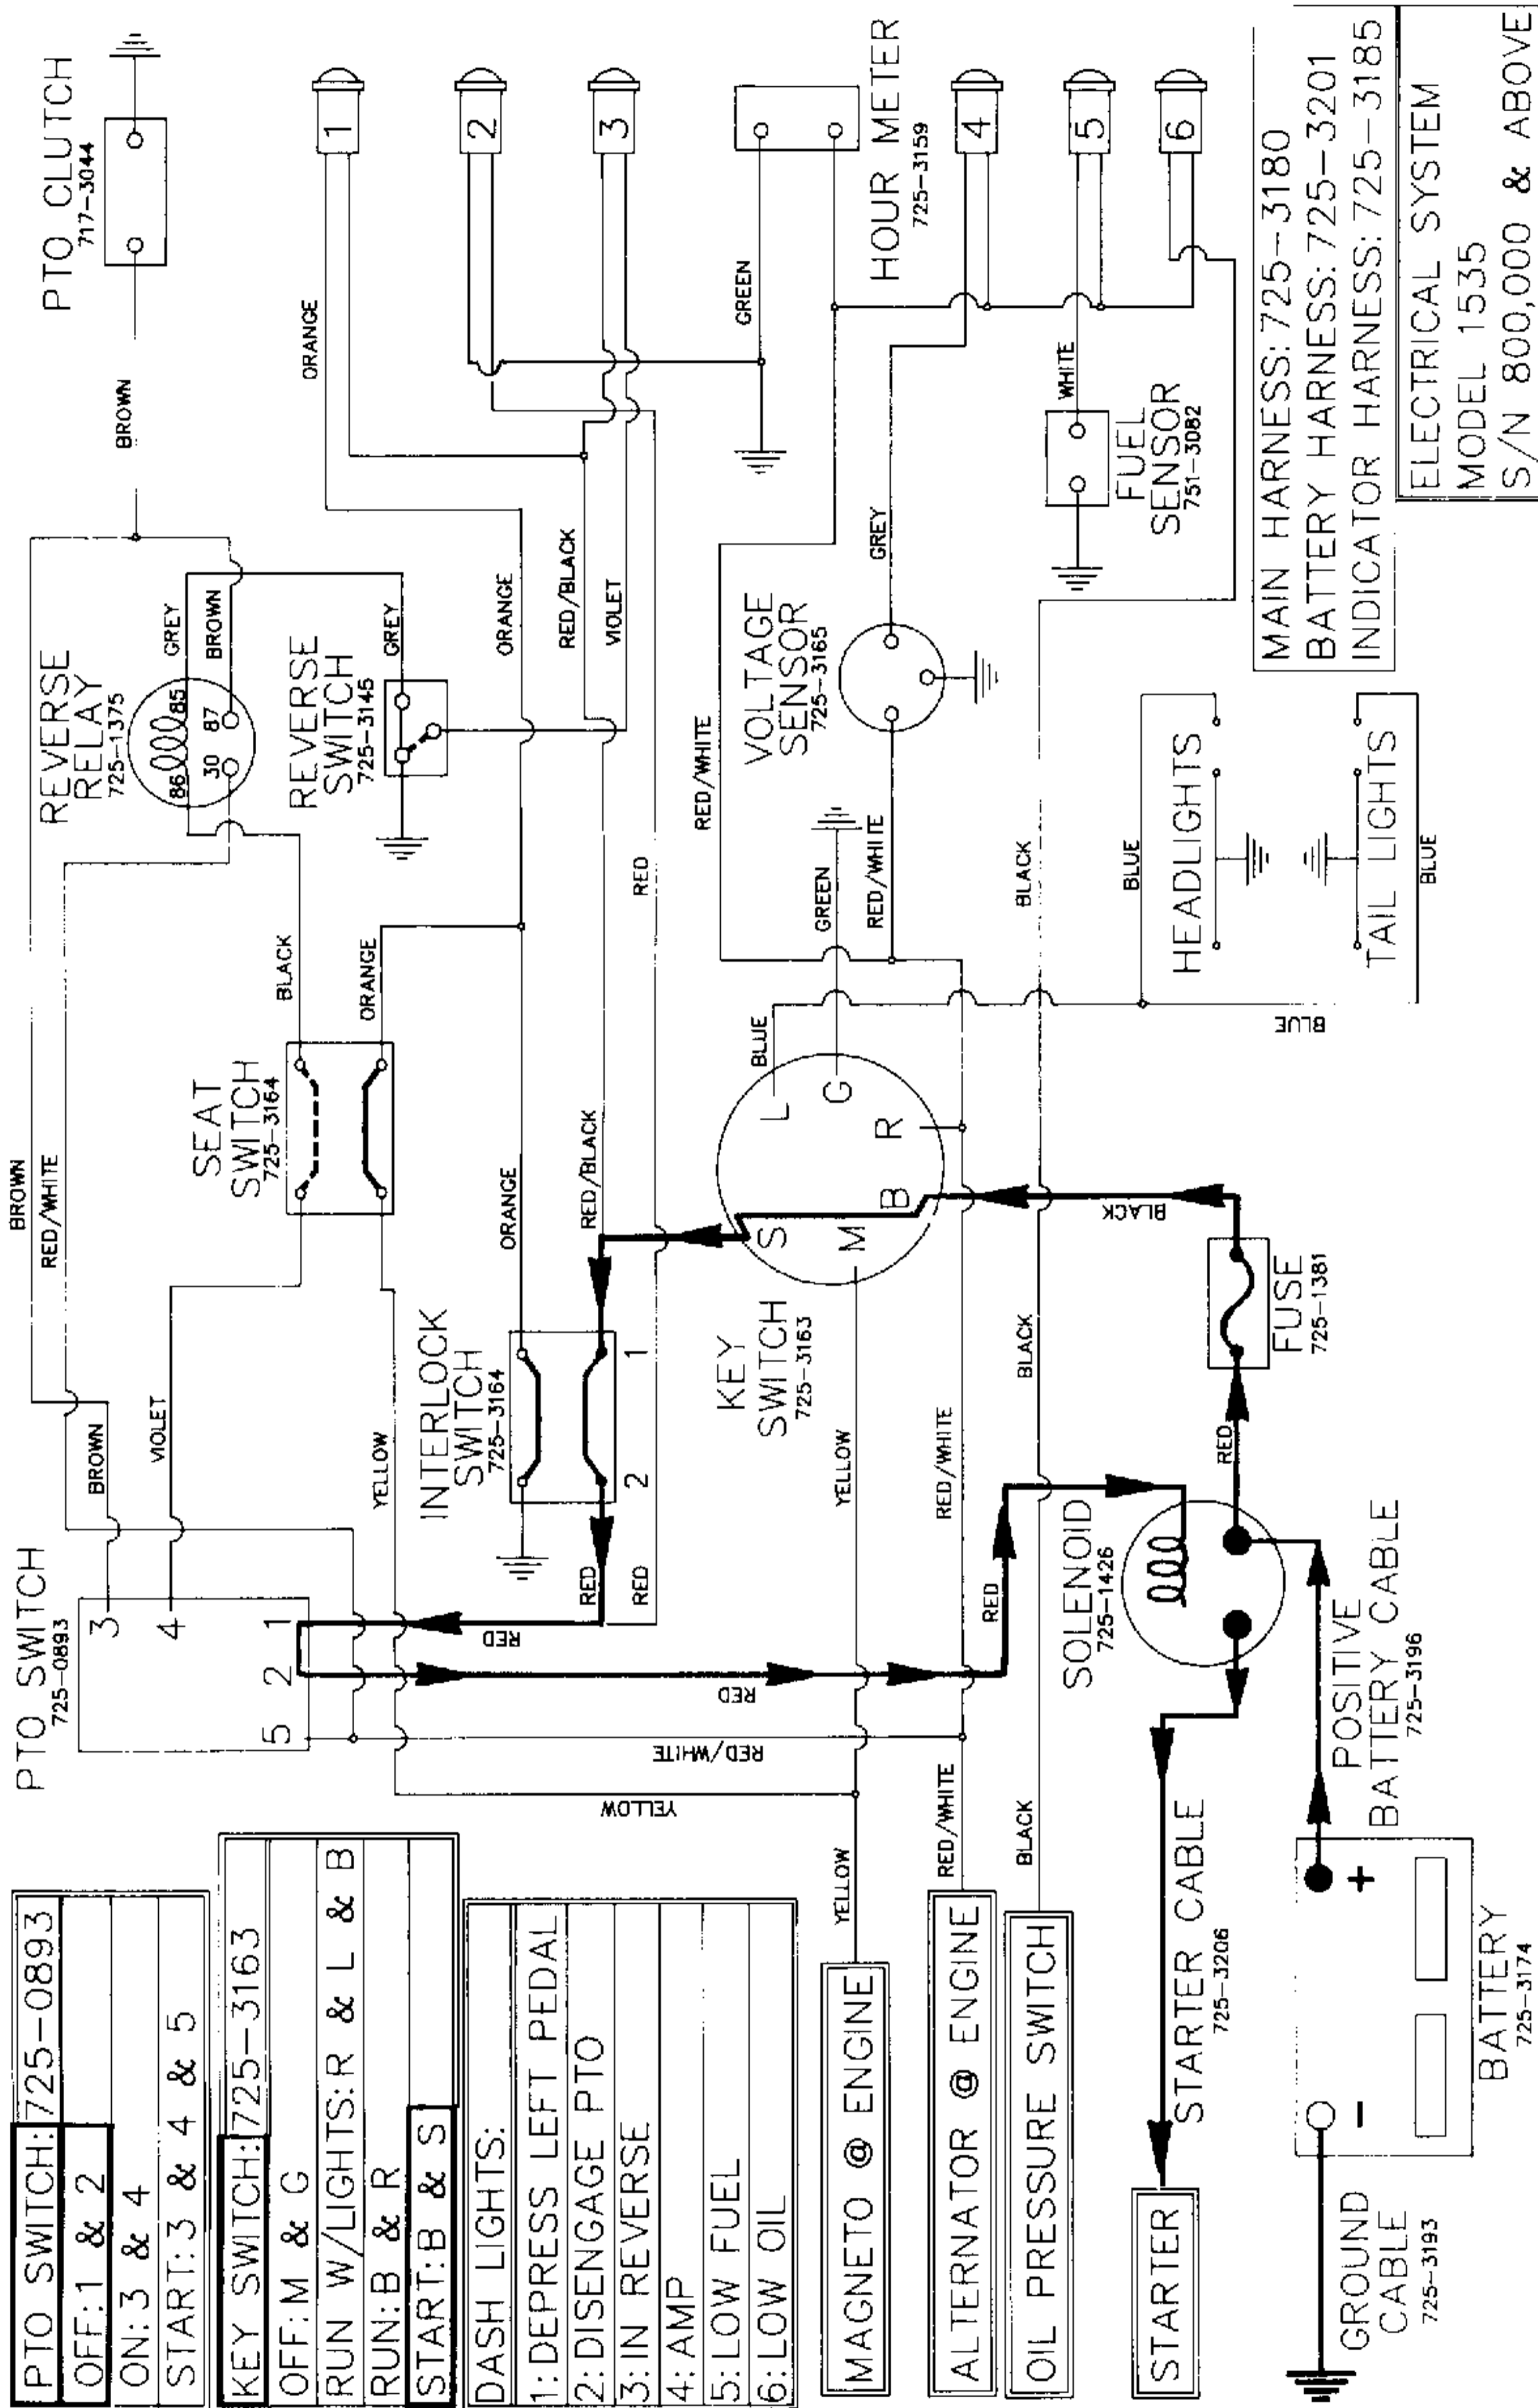 PTO SWITCH: 725-0893
OFF: 1 & 2
ON: 3 & 4
START: 3 & 4 & 5
KEY SWITCH: 725-3163
OFF: M & G
RUN W/LIGHTS: R & L & B
RUN: B & R
START: B & S
DASH LIGHTS:
1: DEPRESS LEFT PEDAL
2: DISENGAGE PTO
3: IN REVERSE
4: AMP
5: LOW FUEL
6: LOW OIL
MAGNETO @ ENGINE
ALTERNATOR @ ENGINE
OIL PRESSURE SWITCH
STARTER
GROUND
CABLE
725-3193
BATTERY
725-3174
-
+
POSITIVE
BATTERY CABLE
725-3196
STARTER CABLE
725-3206
SOLENOID
725-1426
FUSE
725-1381
RED
RED
BLACK
PTO SWITCH
725-0893
3
4
1
2
5
BROWN
VIOLET
BROWN
RED/WHITE
YELLOW
YELLOW
YELLOW
YELLOW
RED
RED
RED
RED
RED/WHITE
RED/WHITE
RED/WHITE
BLACK
BLACK
INTERLOCK
SWITCH
725-3164
1
2
ORANGE
RED/BLACK
SEAT
SWITCH
725-3164
BLACK
ORANGE
KEY
SWITCH
725-3163
S
M
B
R
G
L
BLUE
GREEN
RED/WHITE
RED/WHITE
RED
BLACK
BLUE
BLUE
HEADLIGHTS
TAIL LIGHTS
BLUE
REVERSE
RELAY
725-1375
86
85
30
87
GREY
BROWN
REVERSE
SWITCH
725-3145
GREY
ORANGE
RED/BLACK
VIOLET
VOLTAGE
SENSOR
725-3165
GREY
FUEL
SENSOR
751-3082
WHITE
PTO CLUTCH
717-3044
BROWN
ORANGE
GREEN
1
2
3
HOUR METER
725-3159
4
5
6
MAIN HARNESS: 725-3180
BATTERY HARNESS: 725-3201
INDICATOR HARNESS: 725-3185
ELECTRICAL SYSTEM
MODEL 1535
S/N 800,000 & ABOVE